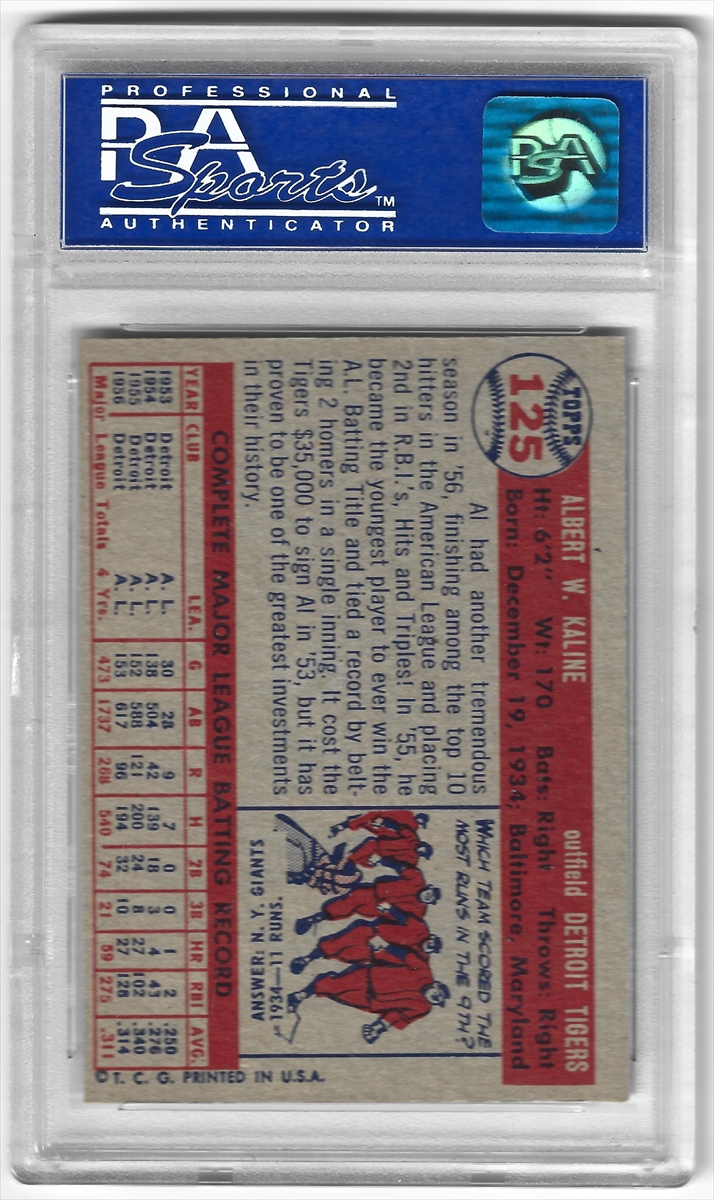 PROFESSIONAL
PSA
Sports™
AUTHENTICATOR
PSA
TOPPS
125
ALBERT W. KALINE outfield DETROIT TIGERS
Ht: 6'2" Wt: 170 Bats: Right Throws: Right
Born: December 19, 1934; Baltimore, Maryland
Al had another tremendous
season in '56, finishing among the top 10
hitters in the American League and placing
2nd in R.B.I.'s, Hits and Triples! In '55, he
became the youngest player to ever win the
A.L. Batting Title and tied a record by belt-
ing 2 homers in a single inning. It cost the
Tigers $35,000 to sign Al in '53, but it has
proven to be one of the greatest investments
in their history.
WHICH TEAM SCORED THE
MOST RUNS IN THE 9TH?
ANSWER: N. Y. GIANTS
1934—11 RUNS.
COMPLETE MAJOR LEAGUE BATTING RECORD
YEAR CLUB LEA. G AB R H 2B 3B HR RBI AVG.
1953 Detroit A. L. 30 28 9 7 0 0 1 2 .250
1954 Detroit A. L. 138 504 42 139 18 3 4 43 .276
1955 Detroit A. L. 152 588 121 200 24 8 27 102 .340
1956 Detroit A. L. 153 617 96 194 32 10 27 128 .314
Major League Totals 4 Yrs. 473 1737 268 540 74 21 59 275 .311
© T. C. G. PRINTED IN U.S.A.